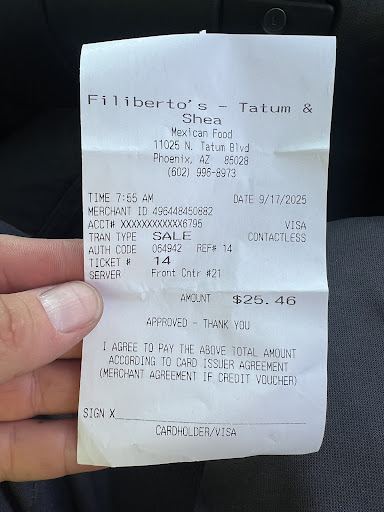 Filiberto's - Tatum &
Shea
Mexican Food
11025 N. Tatum Blvd
Phoenix, AZ 85028
(602) 996-8973
TIME 7:55 AM DATE 9/17/2025
MERCHANT ID 496448450882
ACCT# XXXXXXXXXXXX6795 VISA
TRAN TYPE SALE CONTACTLESS
AUTH CODE 064942 REF# 14
TICKET # 14
SERVER Front Cntr #21
AMOUNT $25.46
APPROVED - THANK YOU
I AGREE TO PAY THE ABOVE TOTAL AMOUNT
ACCORDING TO CARD ISSUER AGREEMENT
(MERCHANT AGREEMENT IF CREDIT VOUCHER)
SIGN X
CARDHOLDER/VISA